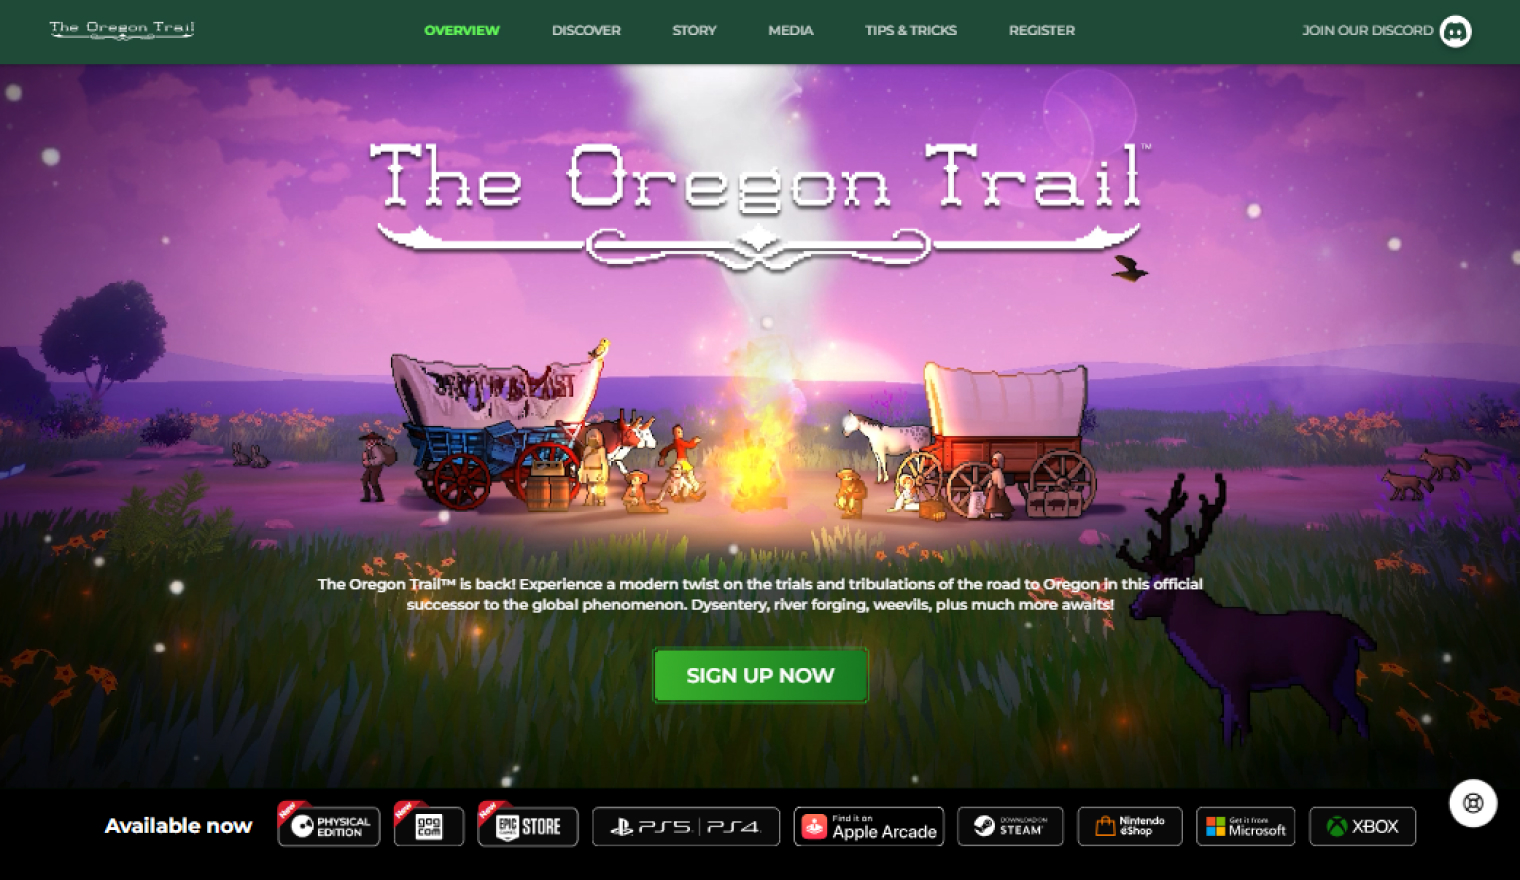 The Oregon Trail
OVERVIEW
DISCOVER
STORY
MEDIA
TIPS & TRICKS
REGISTER
JOIN OUR DISCORD
The Oregon Trail™
The Oregon Trail™ is back! Experience a modern twist on the trials and tribulations of the road to Oregon in this official
successor to the global phenomenon. Dysentery, river forging, weevils, plus much more awaits!
SIGN UP NOW
Available now
New
PHYSICAL
EDITION
New
gog
com
New
EPIC
GAMES
STORE
PS5 | PS4
Find it on
Apple Arcade
DOWNLOAD ON
STEAM
Nintendo
eShop
Get it from
Microsoft
XBOX